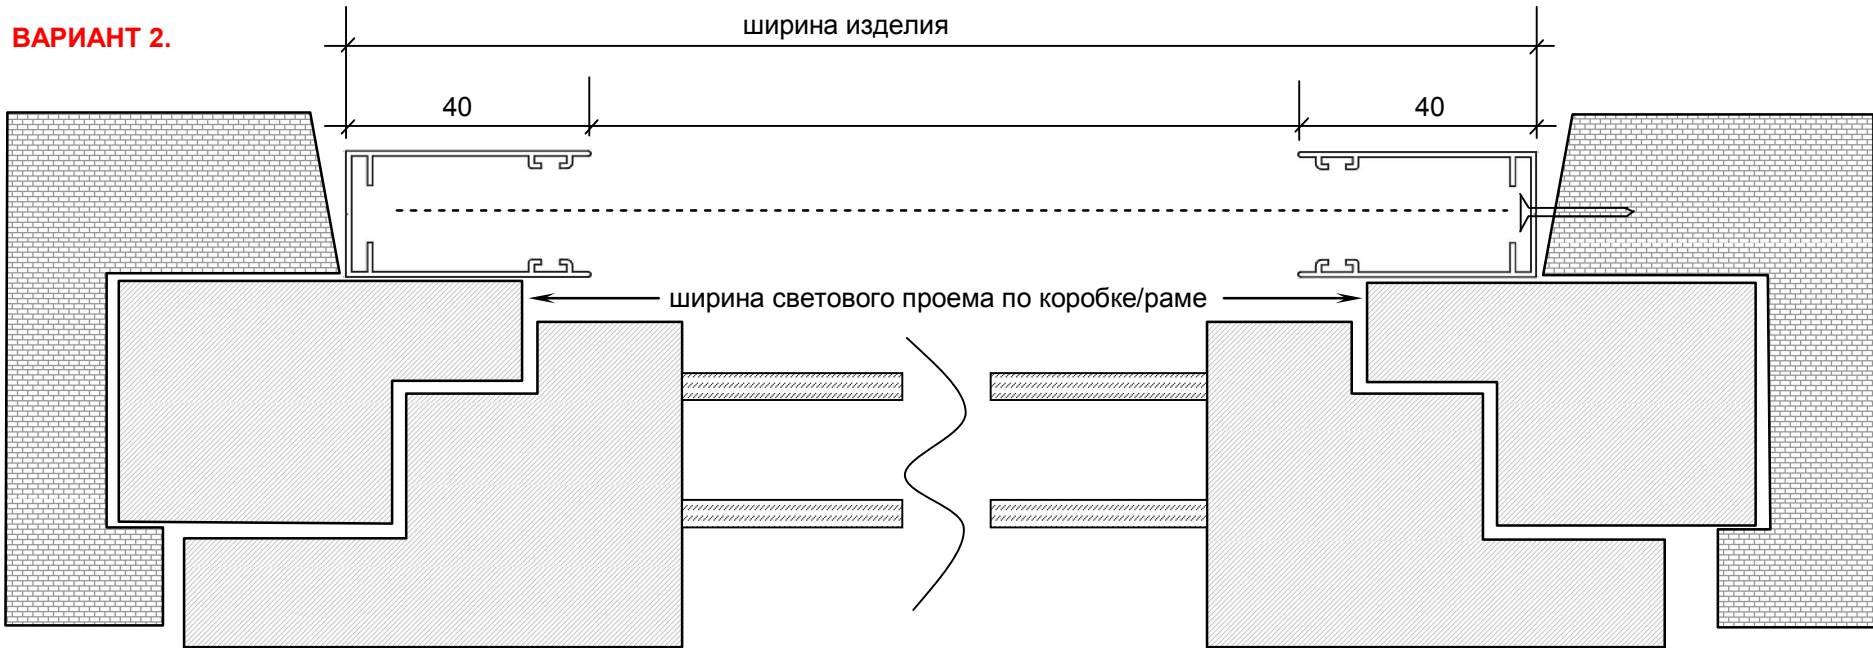 ВАРИАНТ 2.
ширина изделия
40
40
ширина светового проема по коробке/раме